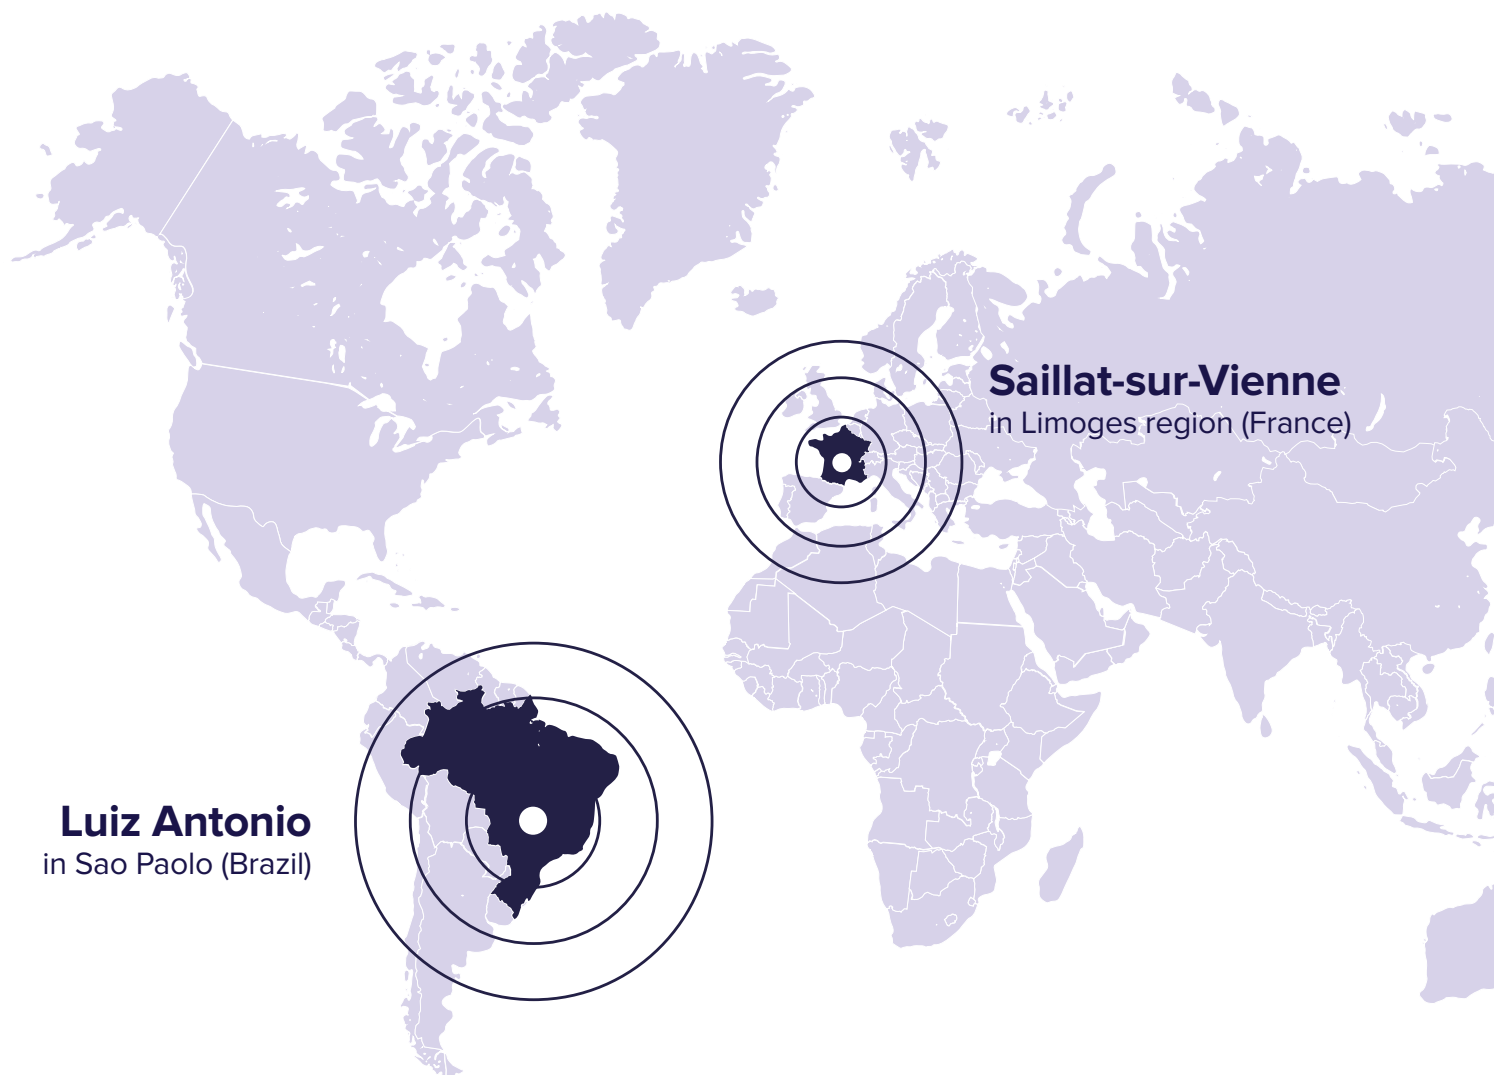 Saillat-sur-Vienne
in Limoges region (France)
Luiz Antonio
in Sao Paolo (Brazil)